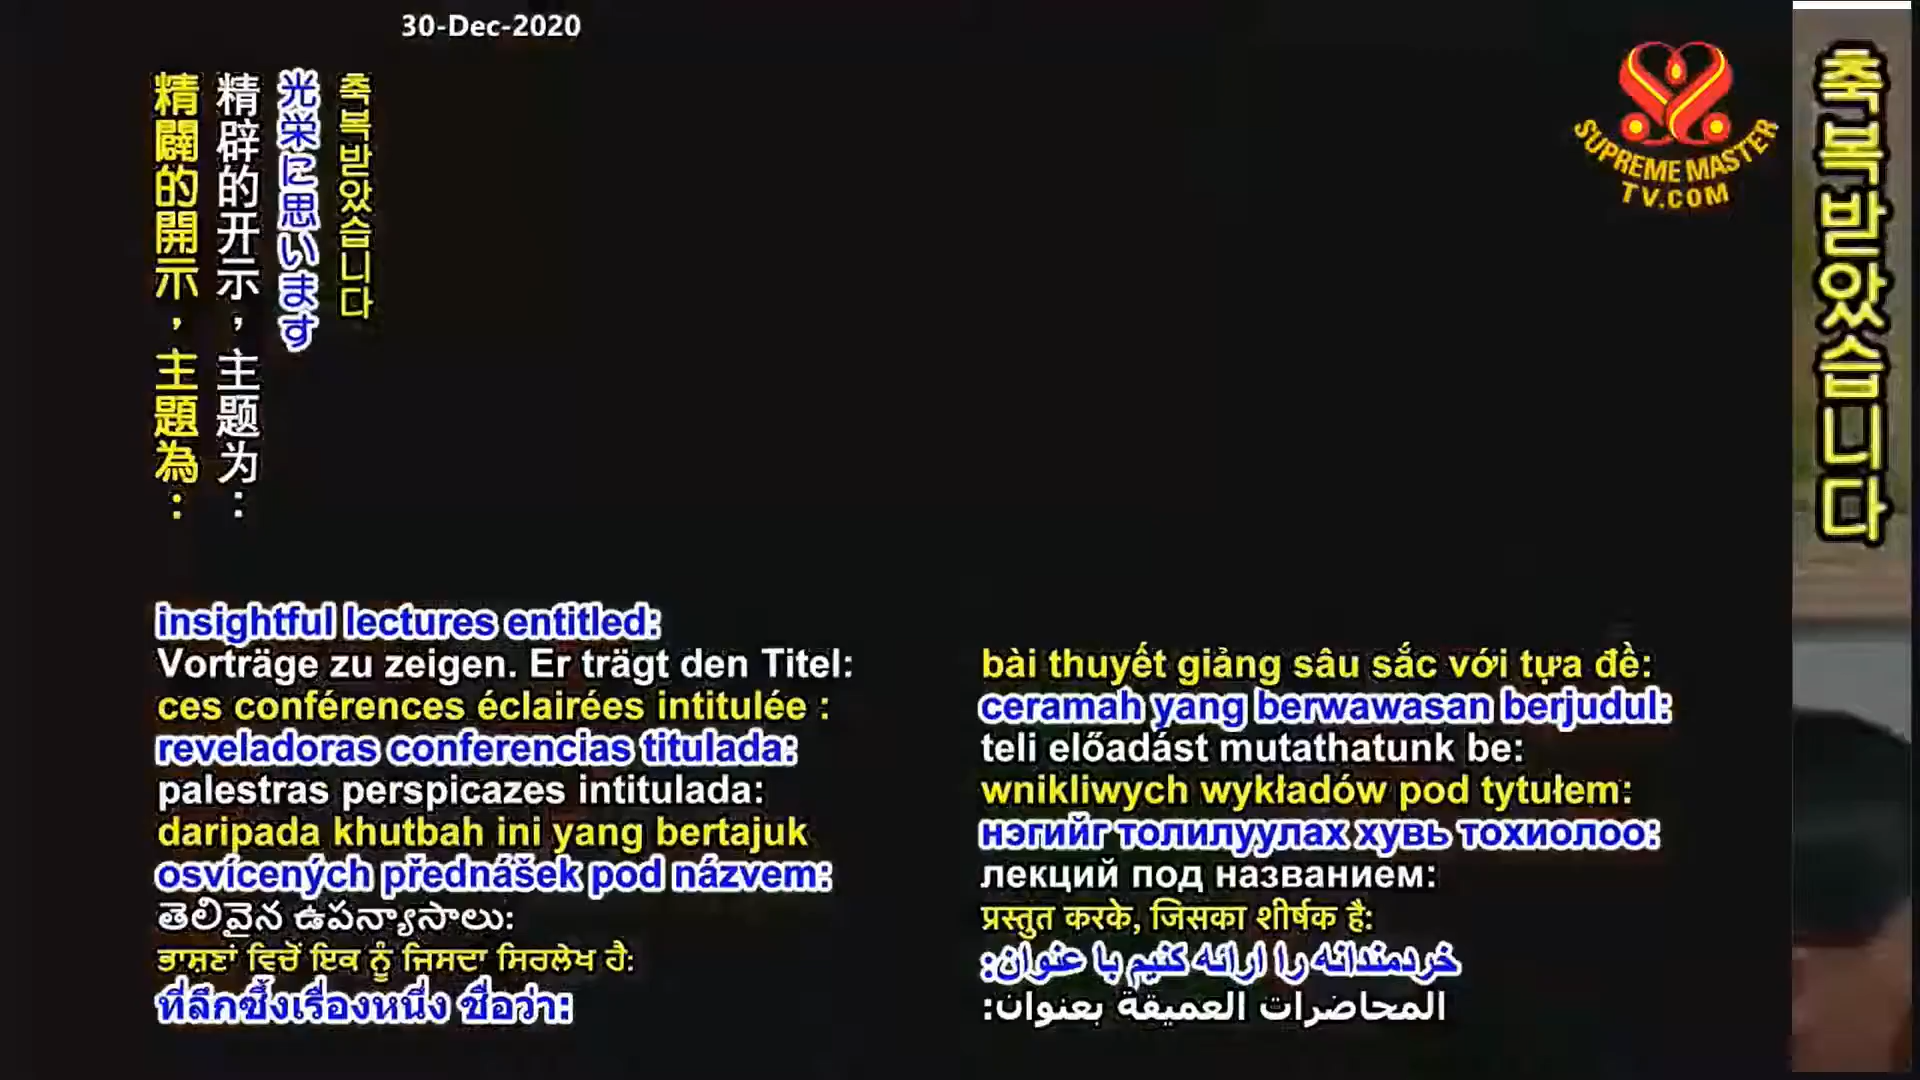 30-Dec-2020
精闢的開示，主題為：
精辟的开示，主题为：
光栄に思います
축복받았습니다
SUPREME MASTER
TV.COM
축복받았습니다
insightful lectures entitled:
Vorträge zu zeigen. Er trägt den Titel:
ces conférences éclairées intitulée :
reveladoras conferencias titulada:
palestras perspicazes intitulada:
daripada khutbah ini yang bertajuk
osvícených přednášek pod názvem:
తెలివైన ఉపన్యాసాలు:
ਭਾਸ਼ਣਾਂ ਵਿਚੋਂ ਇਕ ਨੂੰ ਜਿਸਦਾ ਸਿਰਲੇਖ ਹੈ:
ที่ลึกซึ้งเรื่องหนึ่ง ชื่อว่า:
bài thuyết giảng sâu sắc với tựa đề:
ceramah yang berwawasan berjudul:
teli előadást mutathatunk be:
wnikliwych wykładów pod tytułem:
нэгийг толилуулах хувь тохиолоо:
лекций под названием:
प्रस्तुत करके, जिसका शीर्षक है:
خردمندانه را ارائه کنیم با عنوان:
المحاضرات العميقة بعنوان: